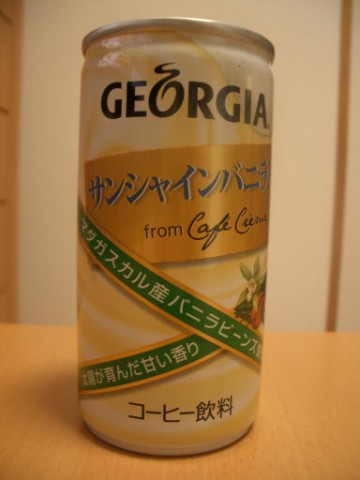 GEORGIA
サンシャインバニラ
from Café Creme
マダガスカル産バニラビーンズ
太陽が育んだ甘い香り
コーヒー飲料